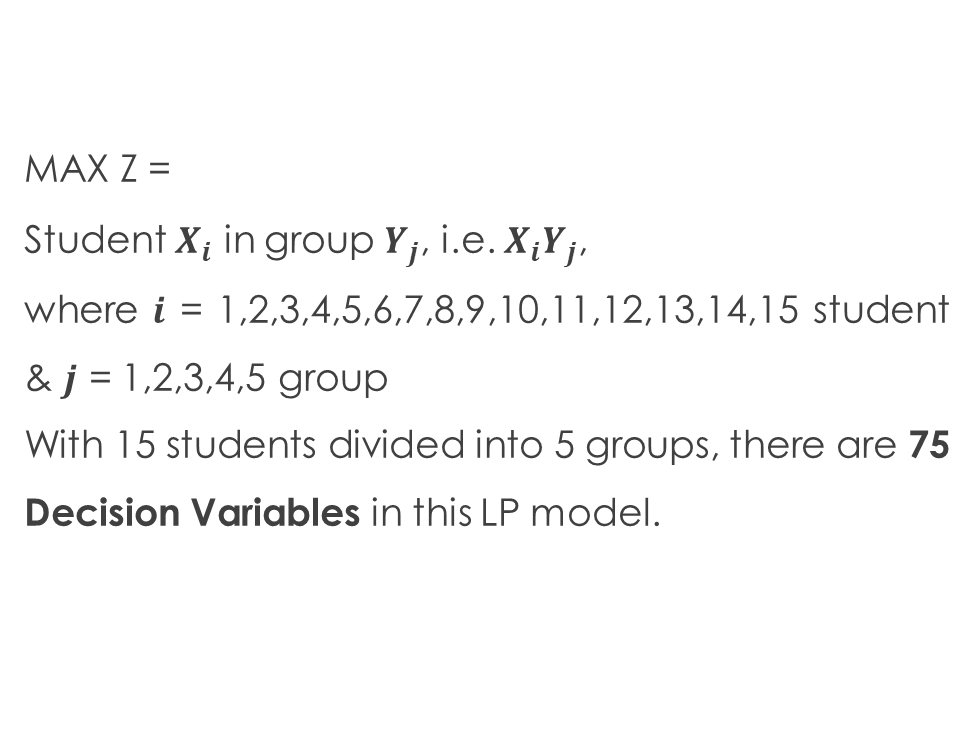 MAX Z =
Student Xᵢ in group Yⱼ, i.e. XᵢYⱼ,
where i = 1,2,3,4,5,6,7,8,9,10,11,12,13,14,15 student
& j = 1,2,3,4,5 group
With 15 students divided into 5 groups, there are 75
Decision Variables in this LP model.